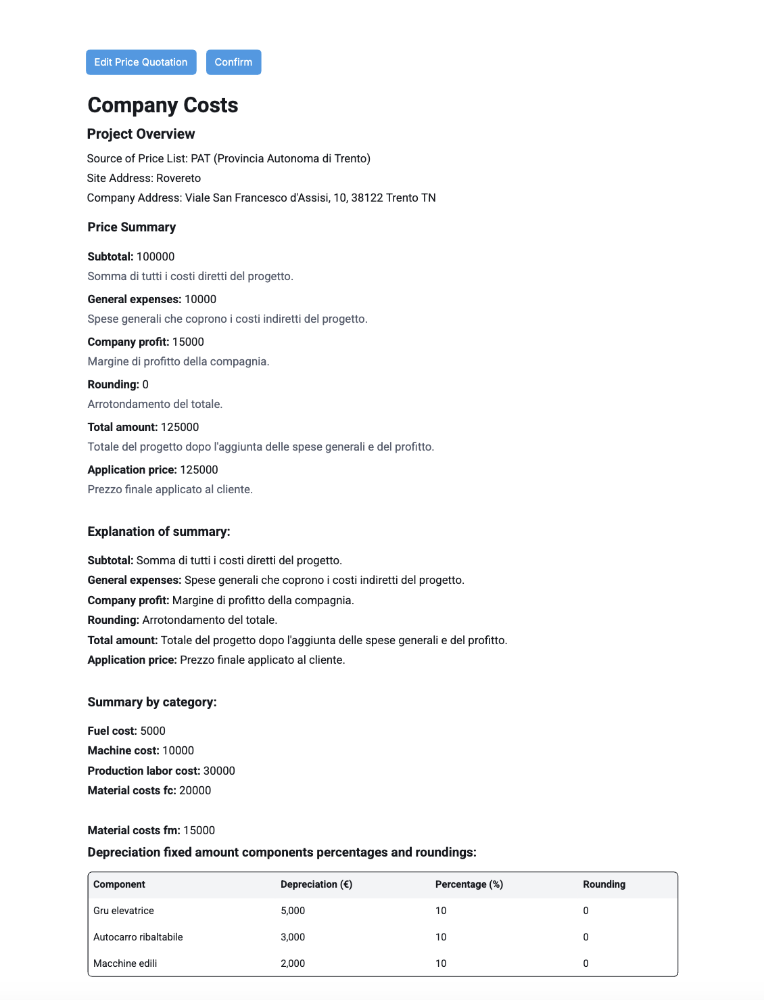 Edit Price Quotation Confirm
Company Costs
Project Overview
Source of Price List: PAT (Provincia Autonoma di Trento)
Site Address: Rovereto
Company Address: Viale San Francesco d'Assisi, 10, 38122 Trento TN
Price Summary
Subtotal: 100000
Somma di tutti i costi diretti del progetto.
General expenses: 10000
Spese generali che coprono i costi indiretti del progetto.
Company profit: 15000
Margine di profitto della compagnia.
Rounding: 0
Arrotondamento del totale.
Total amount: 125000
Totale del progetto dopo l'aggiunta delle spese generali e del profitto.
Application price: 125000
Prezzo finale applicato al cliente.
Explanation of summary:
Subtotal: Somma di tutti i costi diretti del progetto.
General expenses: Spese generali che coprono i costi indiretti del progetto.
Company profit: Margine di profitto della compagnia.
Rounding: Arrotondamento del totale.
Total amount: Totale del progetto dopo l'aggiunta delle spese generali e del profitto.
Application price: Prezzo finale applicato al cliente.
Summary by category:
Fuel cost: 5000
Machine cost: 10000
Production labor cost: 30000
Material costs fc: 20000
Material costs fm: 15000
Depreciation fixed amount components percentages and roundings:
Component Depreciation (€) Percentage (%) Rounding
Gru elevatrice 5,000 10 0
Autocarro ribaltabile 3,000 10 0
Macchine edili 2,000 10 0